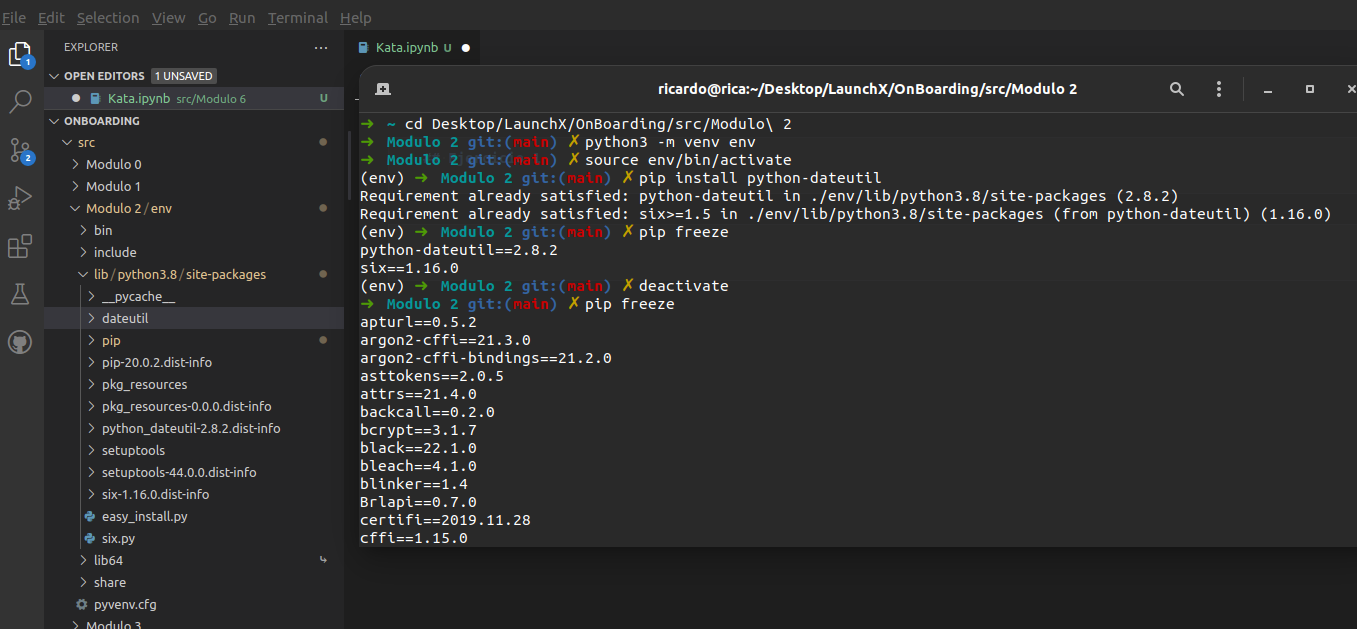 File Edit Selection View Go Run Terminal Help
EXPLORER
OPEN EDITORS 1 UNSAVED
Kata.ipynb src/Modulo 6 U
ONBOARDING
src
Modulo 0
Modulo 1
Modulo 2 / env
bin
include
lib / python3.8 / site-packages
__pycache__
dateutil
pip
pip-20.0.2.dist-info
pkg_resources
pkg_resources-0.0.0.dist-info
python_dateutil-2.8.2.dist-info
setuptools
setuptools-44.0.0.dist-info
six-1.16.0.dist-info
easy_install.py
six.py
lib64
share
pyvenv.cfg
Modulo 3
1
2
Kata.ipynb U
ricardo@rica:~/Desktop/LaunchX/OnBoarding/src/Modulo 2
➜ ~ cd Desktop/LaunchX/OnBoarding/src/Modulo\ 2
➜ Modulo 2 git:(main) ✗ python3 -m venv env
➜ Modulo 2 git:(main) ✗ source env/bin/activate
(env) ➜ Modulo 2 git:(main) ✗ pip install python-dateutil
Requirement already satisfied: python-dateutil in ./env/lib/python3.8/site-packages (2.8.2)
Requirement already satisfied: six>=1.5 in ./env/lib/python3.8/site-packages (from python-dateutil) (1.16.0)
(env) ➜ Modulo 2 git:(main) ✗ pip freeze
python-dateutil==2.8.2
six==1.16.0
(env) ➜ Modulo 2 git:(main) ✗ deactivate
➜ Modulo 2 git:(main) ✗ pip freeze
apturl==0.5.2
argon2-cffi==21.3.0
argon2-cffi-bindings==21.2.0
asttokens==2.0.5
attrs==21.4.0
backcall==0.2.0
bcrypt==3.1.7
black==22.1.0
bleach==4.1.0
blinker==1.4
Brlapi==0.7.0
certifi==2019.11.28
cffi==1.15.0